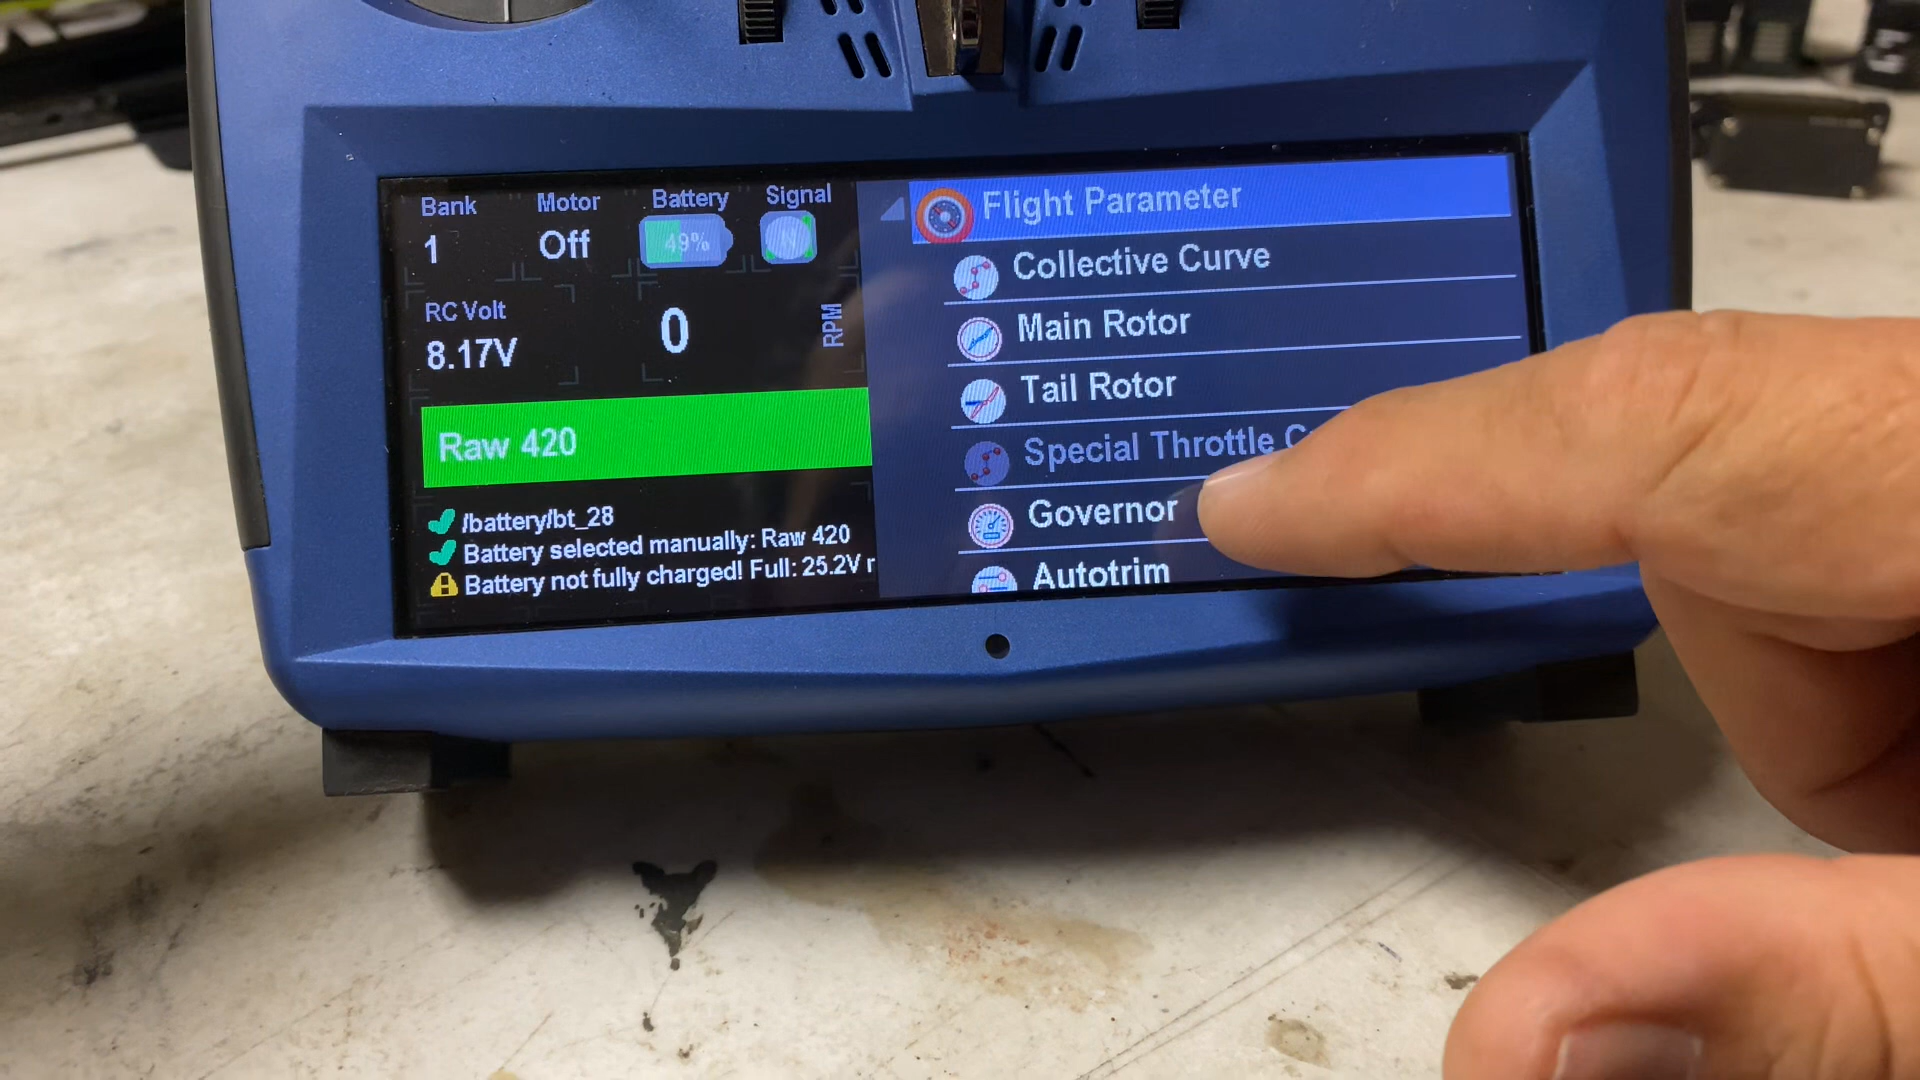 Bank Motor Battery Signal
1 Off 49% N
RC Volt
8.17V 0 RPM
Raw 420
/battery/bt_28
Battery selected manually: Raw 420
Battery not fully charged! Full: 25.2V r
Flight Parameter
Collective Curve
Main Rotor
Tail Rotor
Special Throttle
Governor
Autotrim